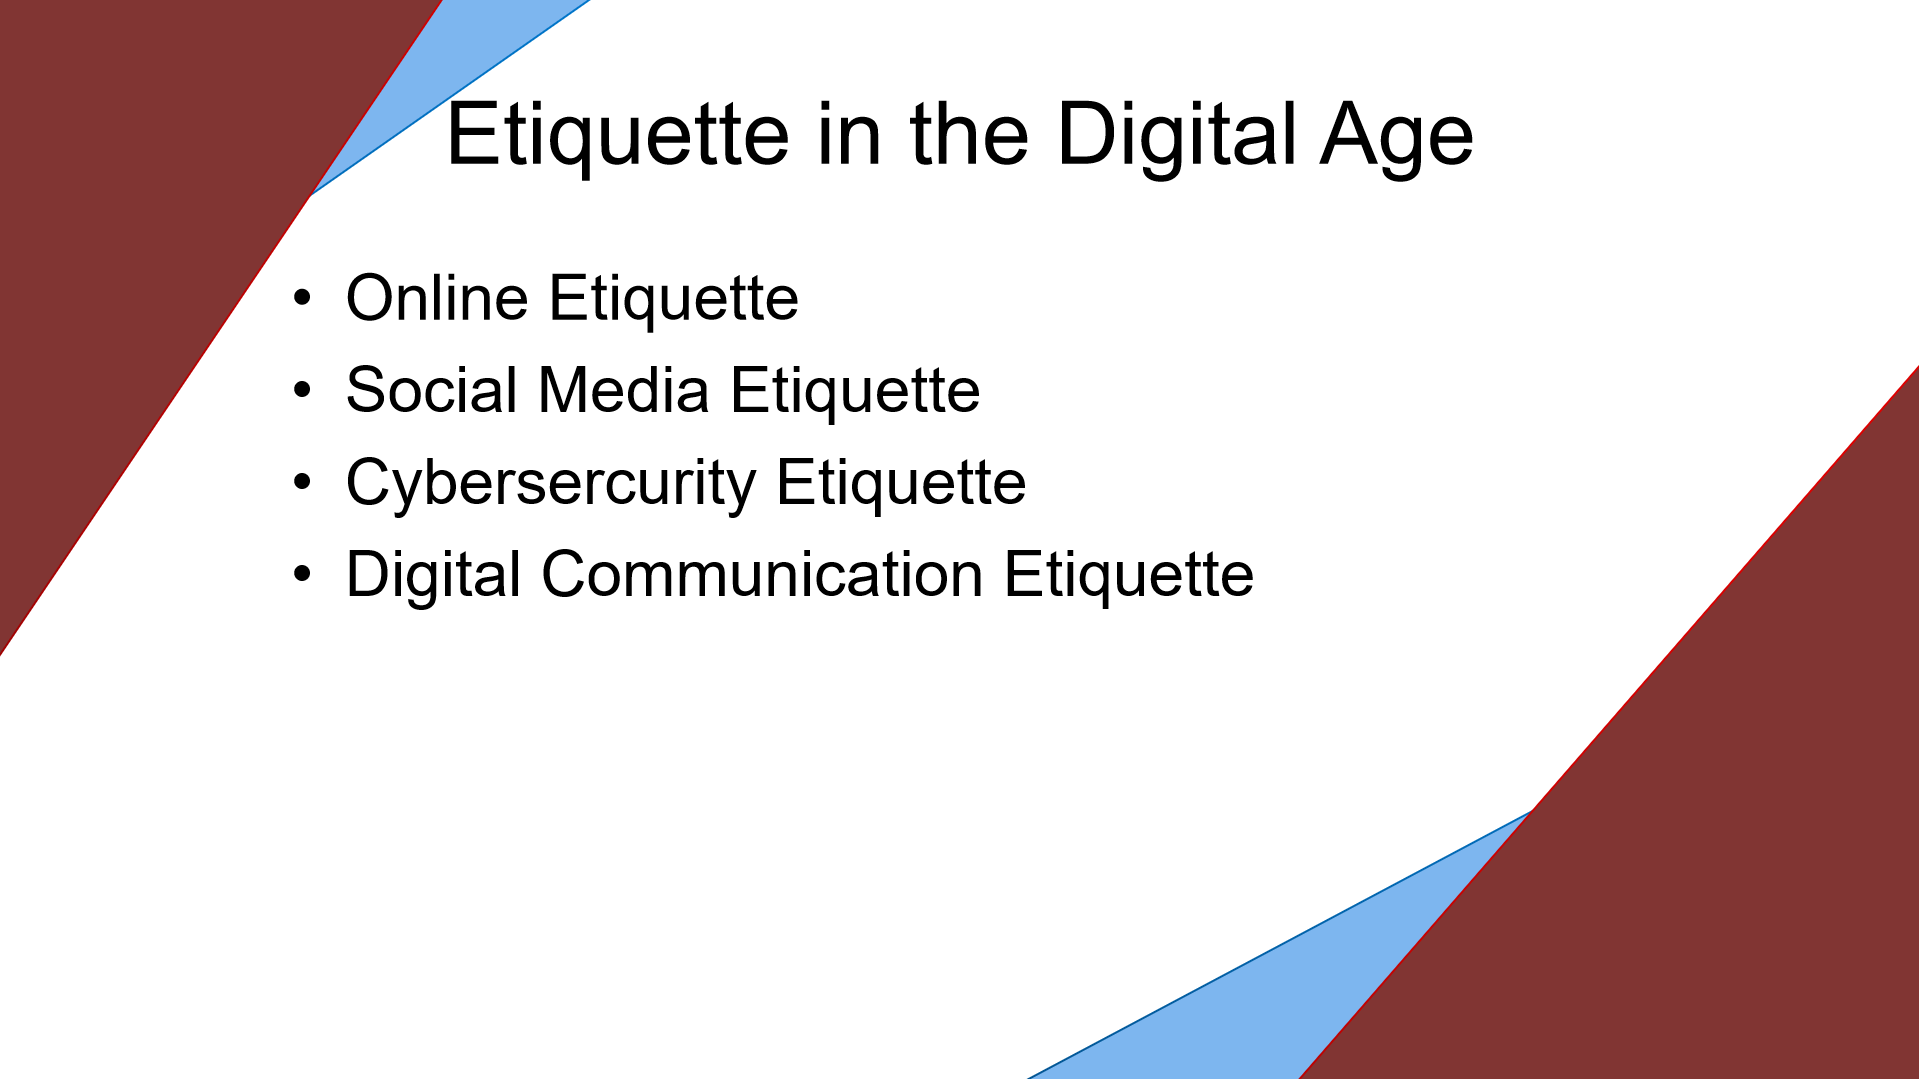 Etiquette in the Digital Age
• Online Etiquette
• Social Media Etiquette
• Cybersercurity Etiquette
• Digital Communication Etiquette